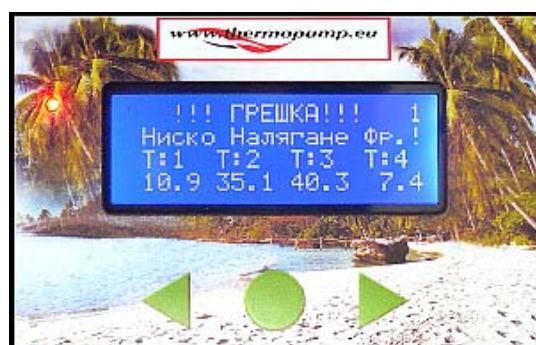 www.thermopump.eu
!!! ГРЕШКА!!! 1
Ниско Налягане Фр.!
T:1 T:2 T:3 T:4
10.9 35.1 40.3 7.4